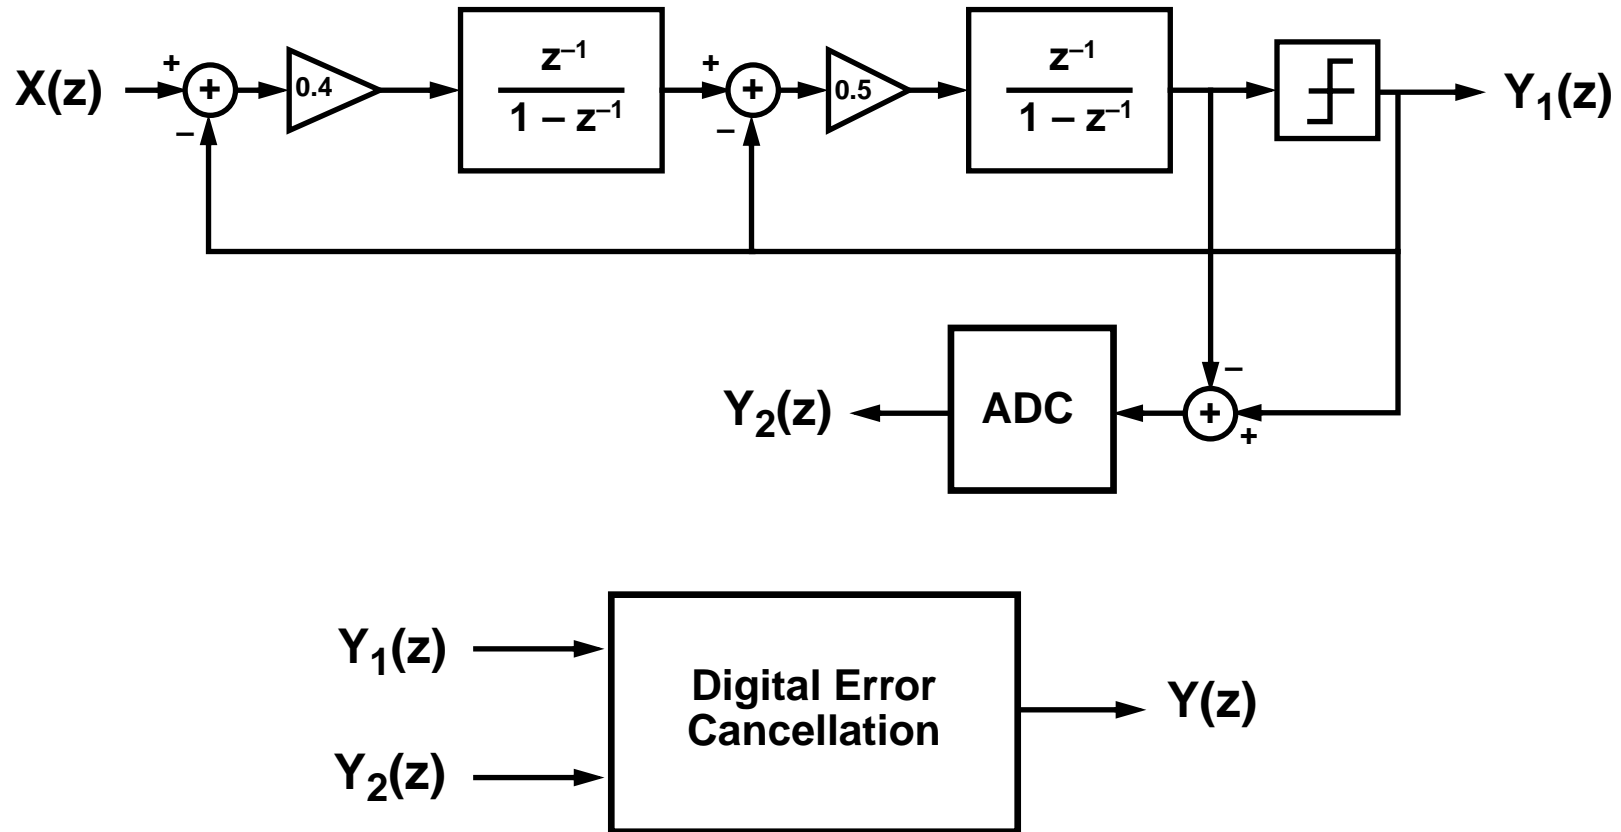 X(z)
+
+
–
0.4
z⁻¹
1 – z⁻¹
+
+
–
0.5
z⁻¹
1 – z⁻¹
Y₁(z)
Y₂(z)
ADC
–
+
+
Y₁(z)
Y₂(z)
Digital Error
Cancellation
Y(z)